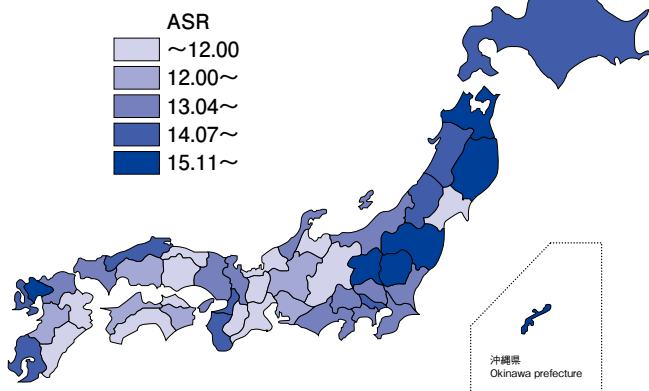 ASR
～12.00
12.00～
13.04～
14.07～
15.11～
沖縄県
Okinawa prefecture